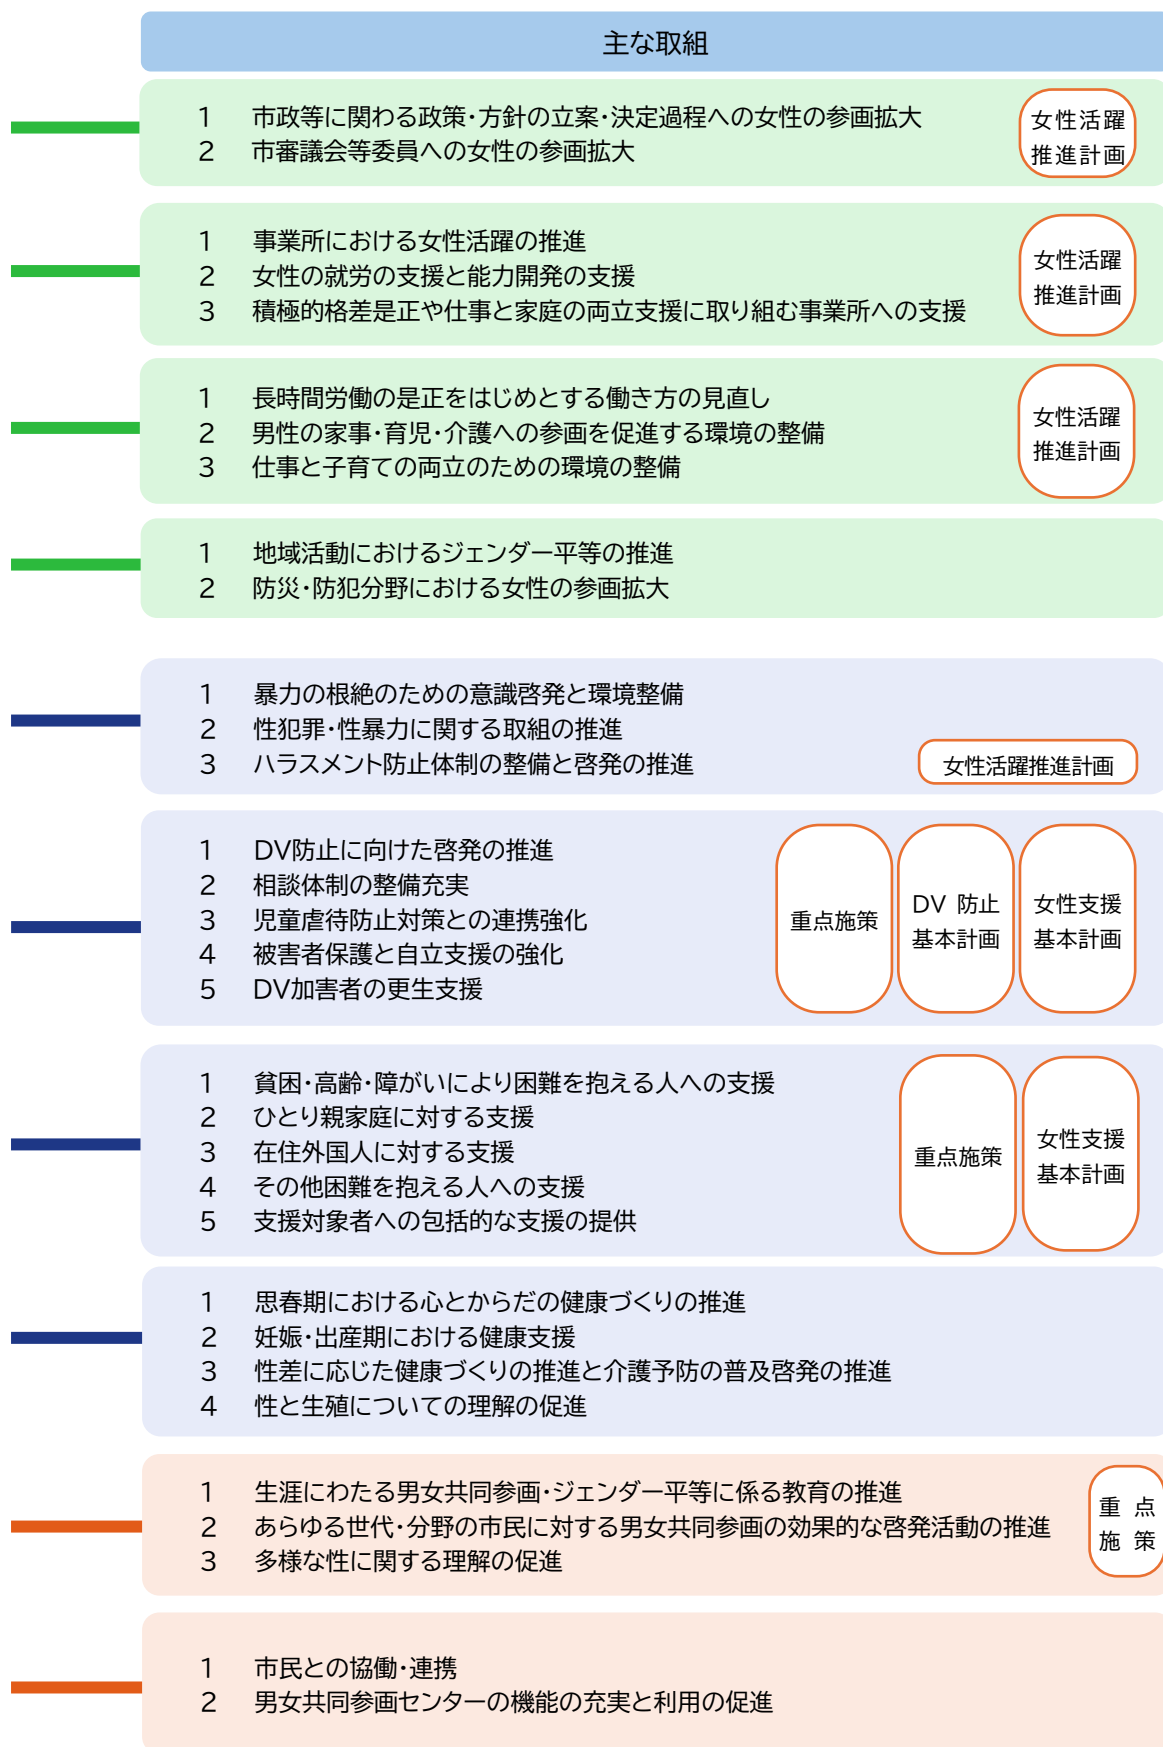 主な取組
1 市政等に関わる政策・方針の立案・決定過程への女性の参画拡大
2 市審議会等委員への女性の参画拡大
女性活躍
推進計画
1 事業所における女性活躍の推進
2 女性の就労の支援と能力開発の支援
3 積極的格差是正や仕事と家庭の両立支援に取り組む事業所への支援
女性活躍
推進計画
1 長時間労働の是正をはじめとする働き方の見直し
2 男性の家事・育児・介護への参画を促進する環境の整備
3 仕事と子育ての両立のための環境の整備
女性活躍
推進計画
1 地域活動におけるジェンダー平等の推進
2 防災・防犯分野における女性の参画拡大
1 暴力の根絶のための意識啓発と環境整備
2 性犯罪・性暴力に関する取組の推進
3 ハラスメント防止体制の整備と啓発の推進
女性活躍推進計画
1 DV防止に向けた啓発の推進
2 相談体制の整備充実
3 児童虐待防止対策との連携強化
4 被害者保護と自立支援の強化
5 DV加害者の更生支援
重点施策
DV 防止
基本計画
女性支援
基本計画
1 貧困・高齢・障がいにより困難を抱える人への支援
2 ひとり親家庭に対する支援
3 在住外国人に対する支援
4 その他困難を抱える人への支援
5 支援対象者への包括的な支援の提供
重点施策
女性支援
基本計画
1 思春期における心とからだの健康づくりの推進
2 妊娠・出産期における健康支援
3 性差に応じた健康づくりの推進と介護予防の普及啓発の推進
4 性と生殖についての理解の促進
1 生涯にわたる男女共同参画・ジェンダー平等に係る教育の推進
2 あらゆる世代・分野の市民に対する男女共同参画の効果的な啓発活動の推進
3 多様な性に関する理解の促進
重 点
施 策
1 市民との協働・連携
2 男女共同参画センターの機能の充実と利用の促進